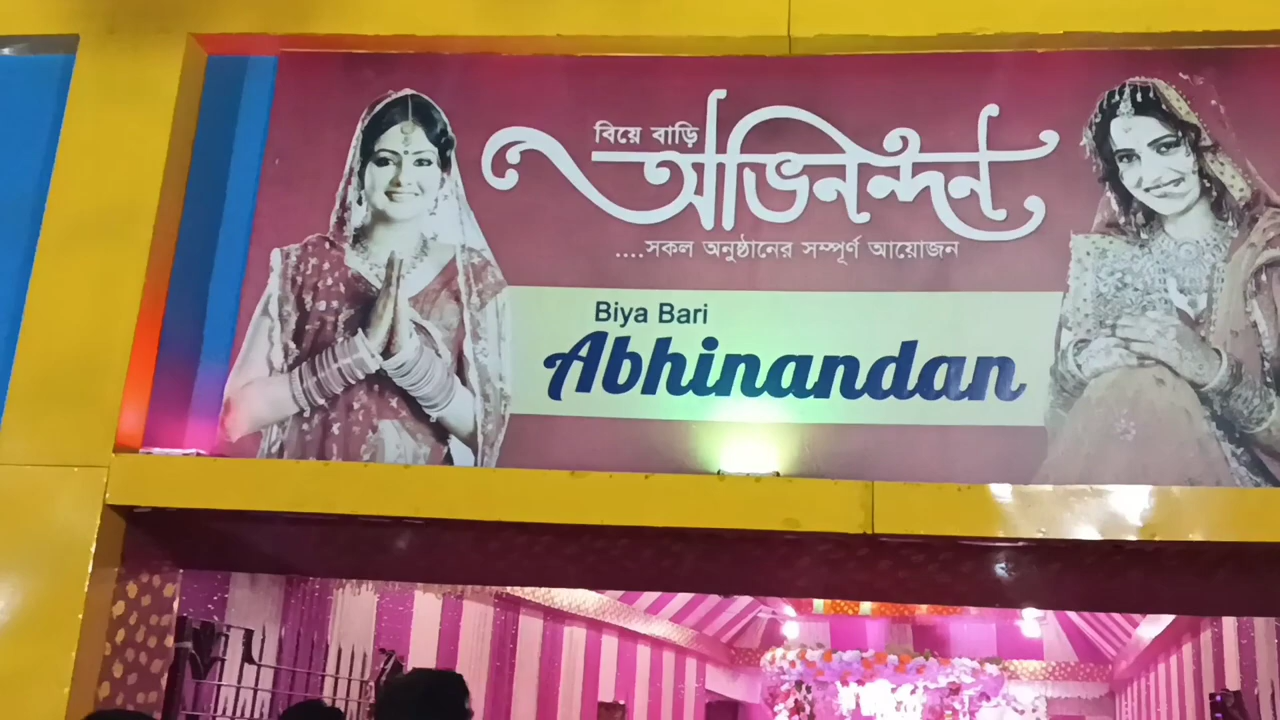 বিয়ে বাড়ি
অভিনন্দন
....সকল অনুষ্ঠানের সম্পূর্ণ আয়োজন
Biya Bari
Abhinandan